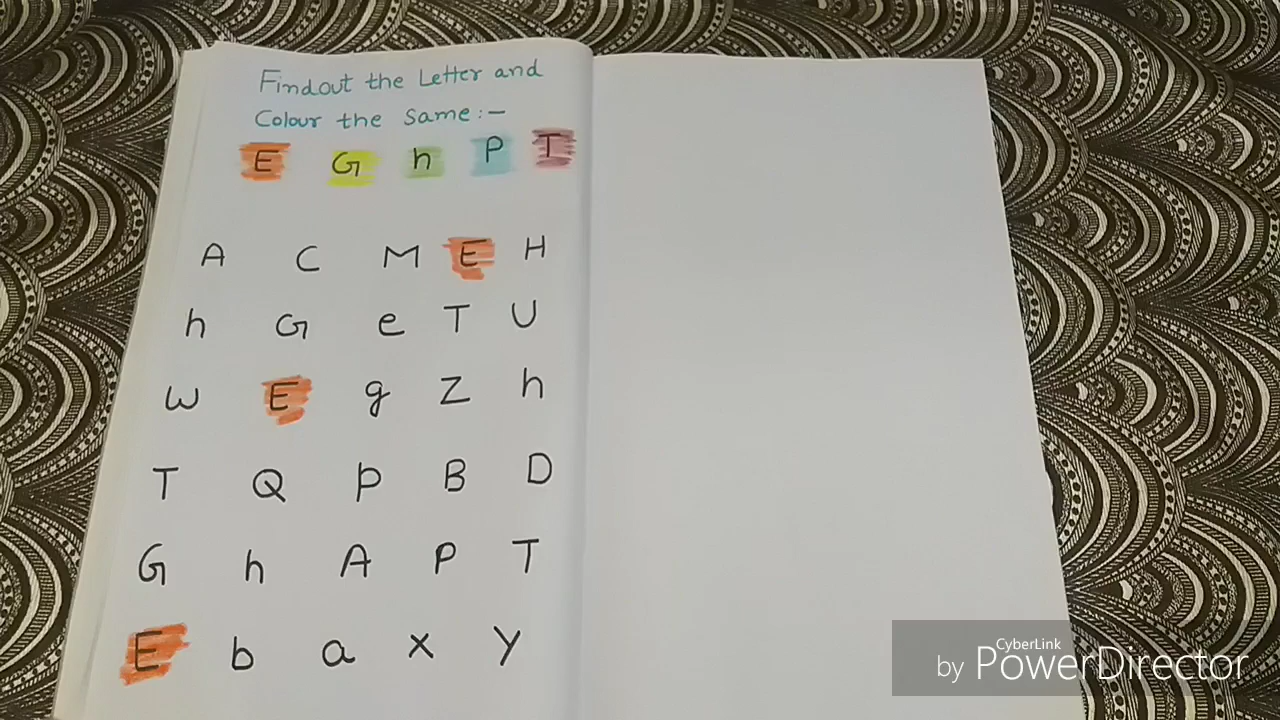 Findout the Letter and
Colour the Same:-
E G h P T
A C M E H
h G e T U
w E g Z h
T Q p B D
G h A P T
E b a x y
CyberLink
by PowerDirector